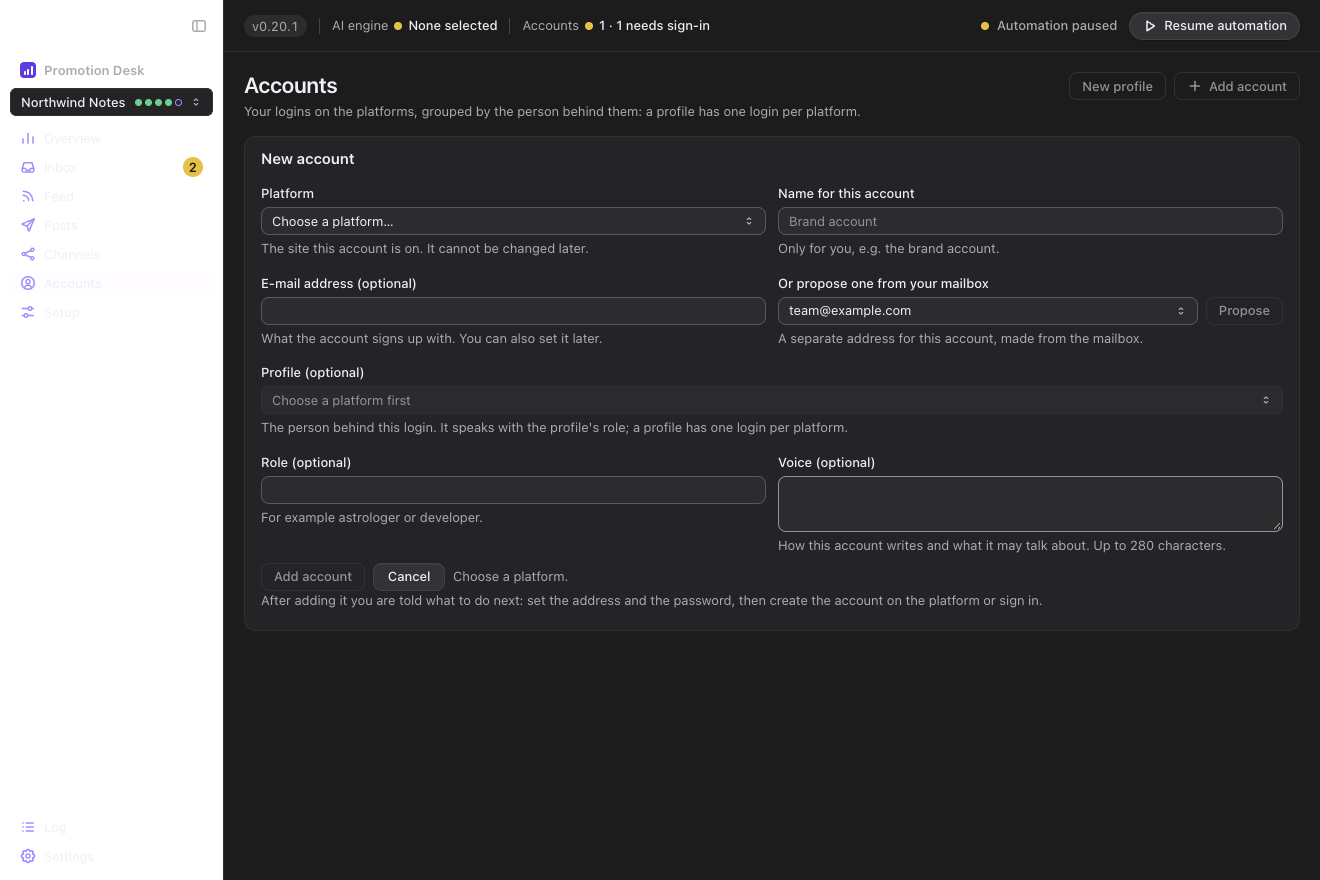 v0.20.1
AI engine None selected
Accounts 1 · 1 needs sign-in
Automation paused
Resume automation
Promotion Desk
Northwind Notes
Overview
Inbox 2
Feed
Posts
Channels
Accounts
Setup
Log
Settings
Accounts
New profile
Add account
Your logins on the platforms, grouped by the person behind them: a profile has one login per platform.
New account
Platform
Choose a platform…
The site this account is on. It cannot be changed later.
Name for this account
Brand account
Only for you, e.g. the brand account.
E-mail address (optional)
What the account signs up with. You can also set it later.
Or propose one from your mailbox
team@example.com
Propose
A separate address for this account, made from the mailbox.
Profile (optional)
Choose a platform first
The person behind this login. It speaks with the profile's role; a profile has one login per platform.
Role (optional)
For example astrologer or developer.
Voice (optional)
How this account writes and what it may talk about. Up to 280 characters.
Add account
Cancel
Choose a platform.
After adding it you are told what to do next: set the address and the password, then create the account on the platform or sign in.